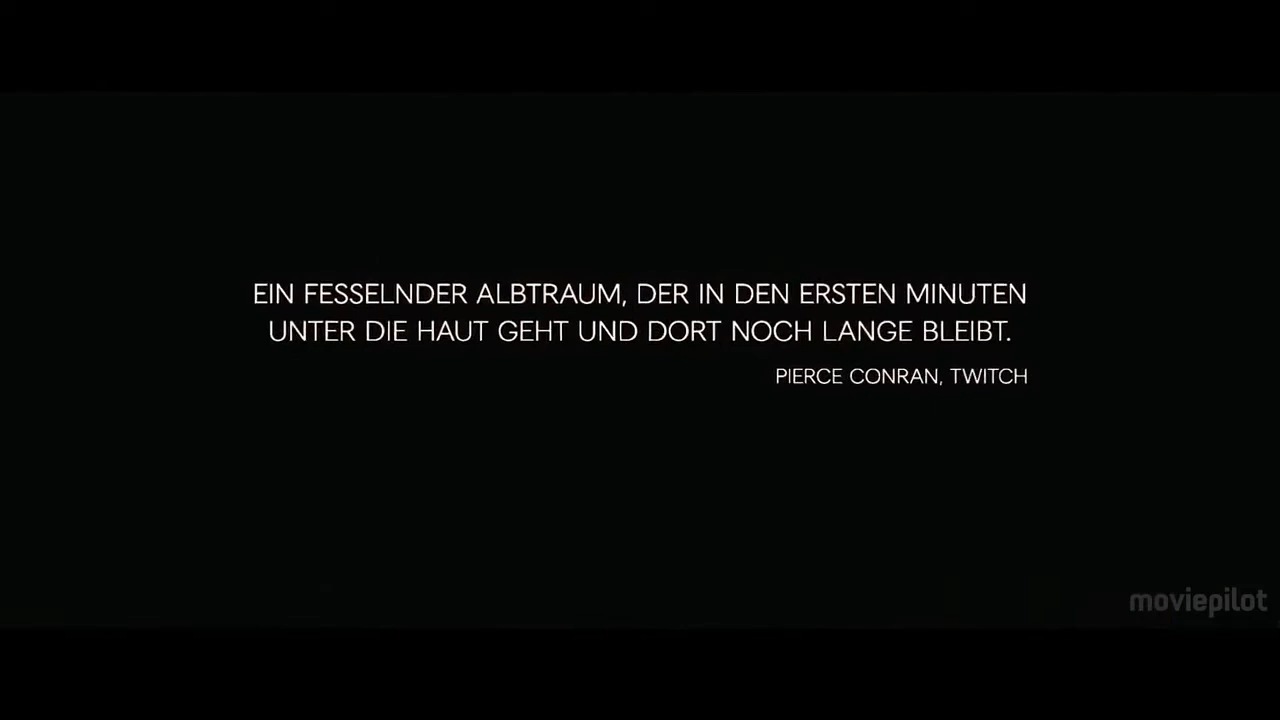 EIN FESSELNDER ALBTRAUM, DER IN DEN ERSTEN MINUTEN
UNTER DIE HAUT GEHT UND DORT NOCH LANGE BLEIBT.
PIERCE CONRAN, TWITCH
moviepilot